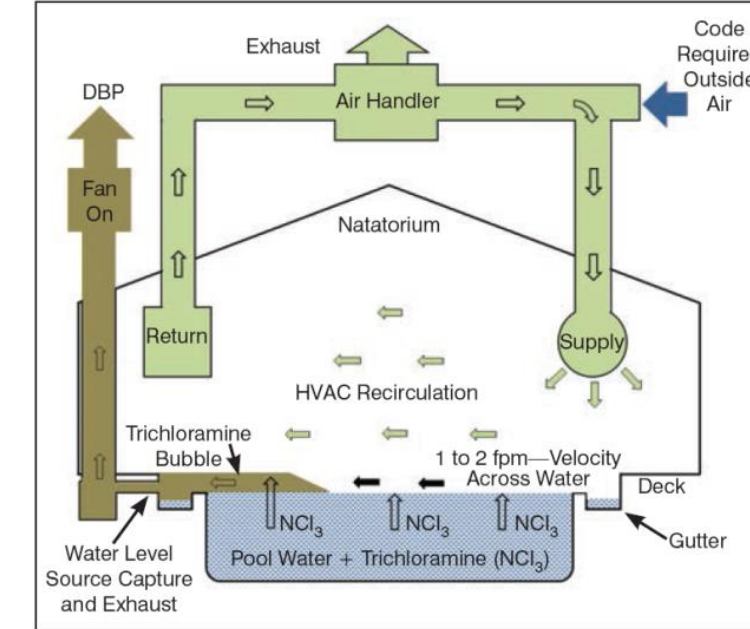 Exhaust
Code
Require
Outside
Air
DBP
Air Handler
Fan
On
Natatorium
Return
Supply
HVAC Recirculation
Trichloramine
Bubble
1 to 2 fpm—Velocity
Across Water
Deck
NCl₃
NCl₃
NCl₃
Gutter
Pool Water + Trichloramine (NCl₃)
Water Level
Source Capture
and Exhaust